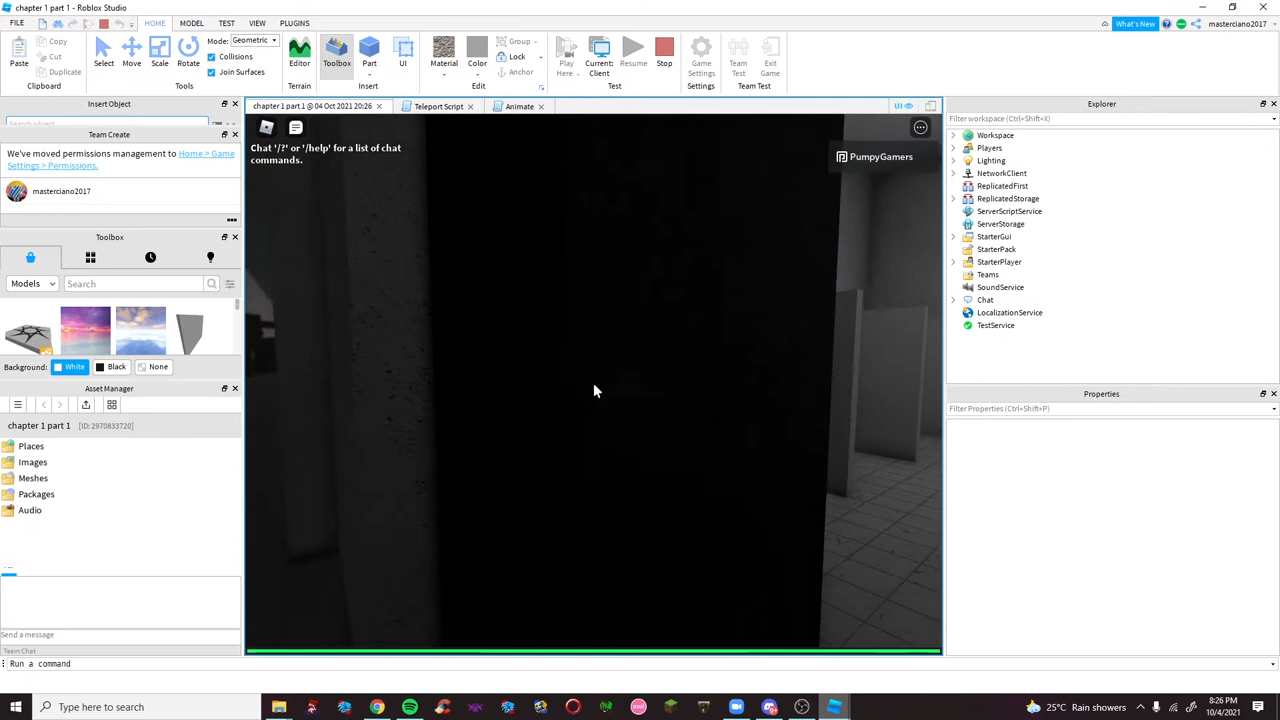 chapter 1 part 1 - Roblox Studio
FILE HOME MODEL TEST VIEW PLUGINS What's New masterciano2017
Paste Copy Cut Duplicate Clipboard
Select Move Scale Rotate Mode: Geometric Collisions Join Surfaces Tools
Editor Terrain
Toolbox Part UI Insert
Material Color Group Lock Anchor Edit
Play Here Current: Client Resume Stop Test
Game Settings Settings
Team Test Exit Game Team Test
Insert Object
Search object
Team Create
We've moved permissions management to Home > Game Settings > Permissions.
masterciano2017
Toolbox
Models Search
Background: White Black None
Asset Manager
chapter 1 part 1 [ID: 2970833720]
Places
Images
Meshes
Packages
Audio
Send a message
Team Chat
Run a command
chapter 1 part 1 @ 04 Oct 2021 20:26 Teleport Script Animate UI
Chat '/?' or '/help' for a list of chat
commands.
PumpyGamers
Explorer
Filter workspace (Ctrl+Shift+X)
Workspace
Players
Lighting
NetworkClient
ReplicatedFirst
ReplicatedStorage
ServerScriptService
ServerStorage
StarterGui
StarterPack
StarterPlayer
Teams
SoundService
Chat
LocalizationService
TestService
Properties
Filter Properties (Ctrl+Shift+P)
Type here to search
osu!
25°C Rain showers
8:26 PM
10/4/2021